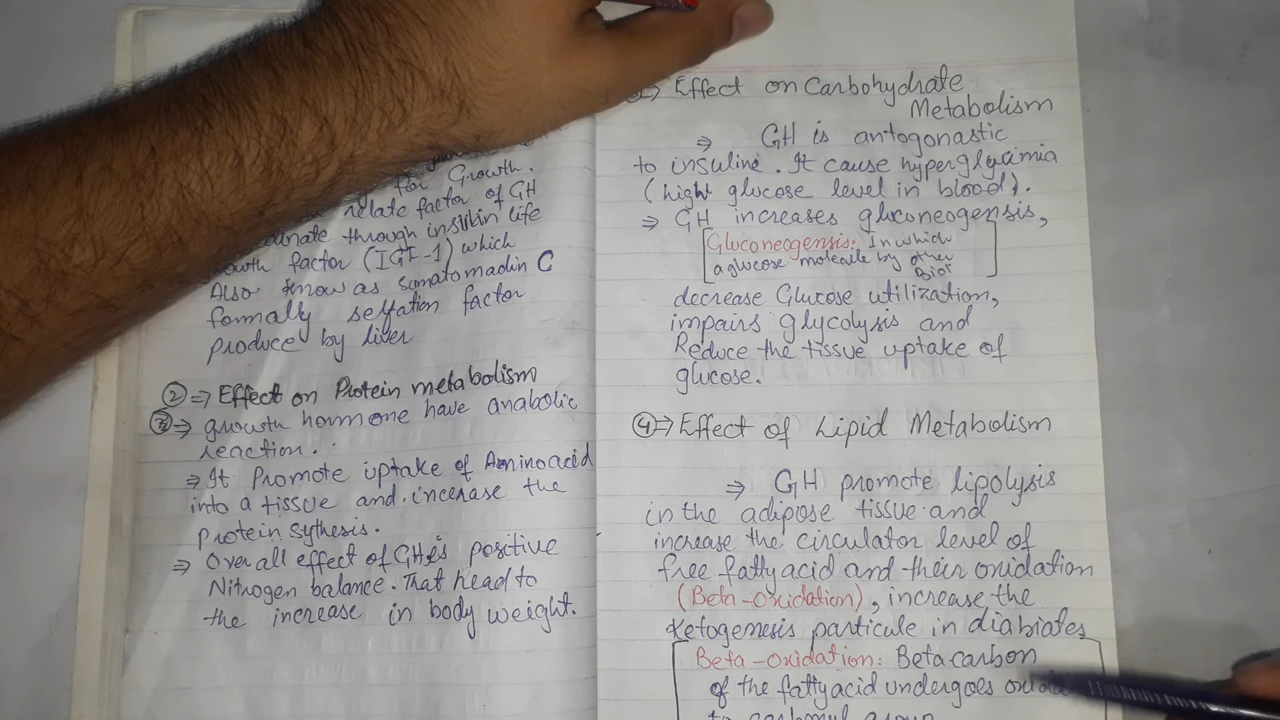 for Growth.
relate factor of GH
through insulin life
factor (IGF-1) which
Also know as somatomadin C
formally selfation factor
produce by liver
② => Effect on Protein metabolism
③ => growth hormone have anabolic
reaction.
=> It Promote uptake of Aminoacid
into a tissue and. increase the
Protein Sythesis.
=> Over all effect of GH is positive
Nitrogen balance. That head to
the increase in body weight.
=> Effect on Carbohydrate
Metabolism
=> GH is antogonastic
to insuline. It cause hyperglyamia
(hight glucose level in blood).
=> GH increases gluconeogensis,
[Gluconeogensis: In which
a glucose molecule by other
decrease Glucose utilization,
impairs glycolysis and
Reduce the tissue uptake of
glucose.
④ => Effect of Lipid Metabolism
=> GH promote lipolysis
in the adipose tissue and
increase the circulator level of
free fatty acid and their oxidation
(Beta-Oxidation), increase the
ketogenesis particule in diabiates
Beta-Oxidation: Beta carbon
of the fatty acid undergoes